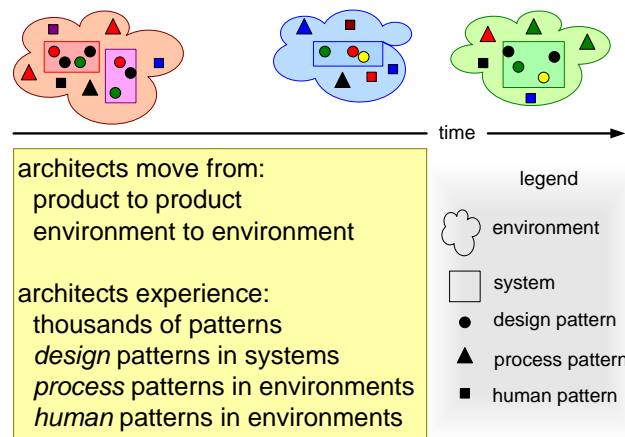 time
architects move from:
product to product
environment to environment
architects experience:
thousands of patterns
design patterns in systems
process patterns in environments
human patterns in environments
legend
environment
system
design pattern
process pattern
human pattern